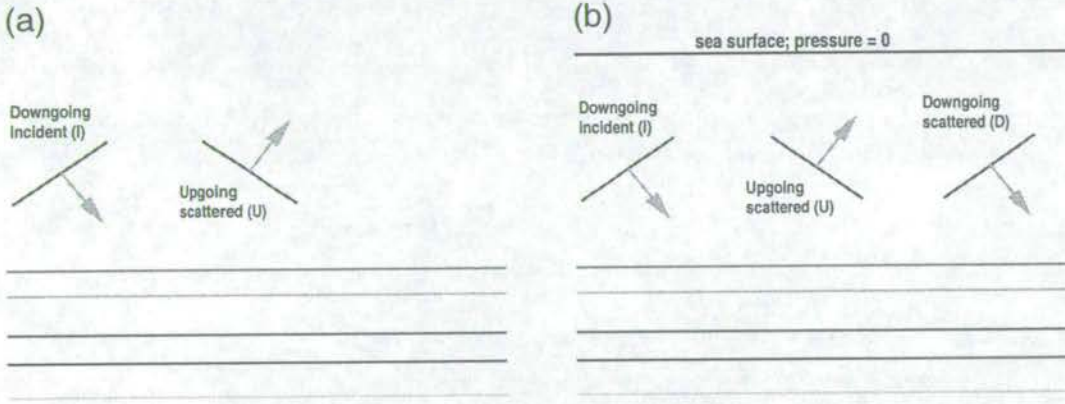 (a)
Downgoing
Incident (I)
Upgoing
scattered (U)
(b)
sea surface; pressure = 0
Downgoing
Incident (I)
Upgoing
scattered (U)
Downgoing
scattered (D)